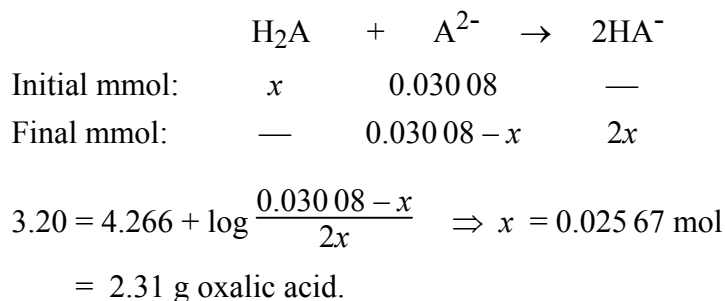 H₂A + A²⁻ → 2HA⁻
Initial mmol: x 0.030 08 —
Final mmol: — 0.030 08 – x 2x
3.20 = 4.266 + log (0.030 08 – x)/(2x) ⇒ x = 0.025 67 mol
= 2.31 g oxalic acid.